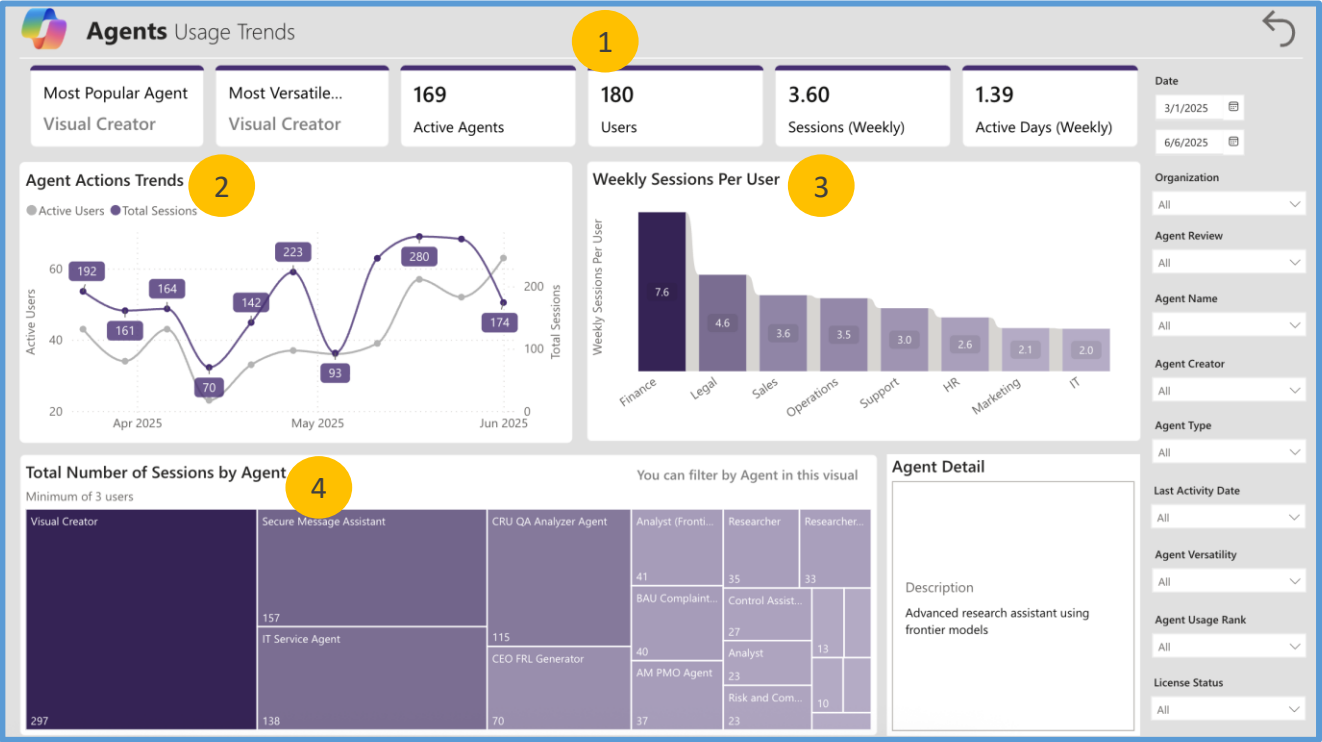 Agents Usage Trends
1
Most Popular Agent
Visual Creator
Most Versatile...
Visual Creator
169
Active Agents
180
Users
3.60
Sessions (Weekly)
1.39
Active Days (Weekly)
Agent Actions Trends
2
Active Users
Total Sessions
Active Users
60
40
20
192
161
164
70
142
223
93
280
174
200
100
0
Total Sessions
Apr 2025
May 2025
Jun 2025
Weekly Sessions Per User
3
Weekly Sessions Per User
7.6
4.6
3.6
3.5
3.0
2.6
2.1
2.0
Finance
Legal
Sales
Operations
Support
HR
Marketing
IT
Total Number of Sessions by Agent
4
You can filter by Agent in this visual
Minimum of 3 users
Visual Creator
297
Secure Message Assistant
157
IT Service Agent
138
CRU QA Analyzer Agent
115
CEO FRL Generator
70
Analyst (Fronti...
41
BAU Complaint...
40
AM PMO Agent
37
Researcher
35
Researcher...
33
Control Assist...
27
Analyst
23
Risk and Com...
23
13
10
Agent Detail
Description
Advanced research assistant using
frontier models
Date
3/1/2025
6/6/2025
Organization
All
Agent Review
All
Agent Name
All
Agent Creator
All
Agent Type
All
Last Activity Date
All
Agent Versatility
All
Agent Usage Rank
All
License Status
All